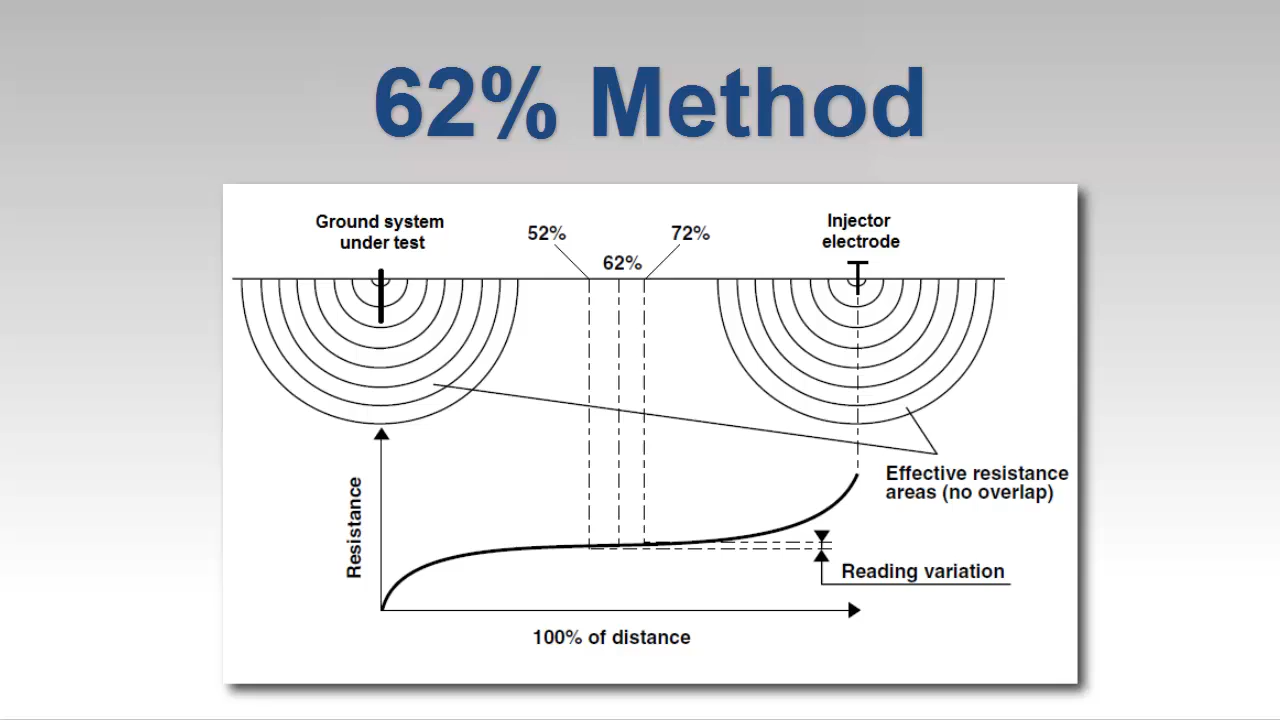 62% Method
Ground system
under test
52%
62%
72%
Injector
electrode
Effective resistance
areas (no overlap)
Resistance
Reading variation
100% of distance